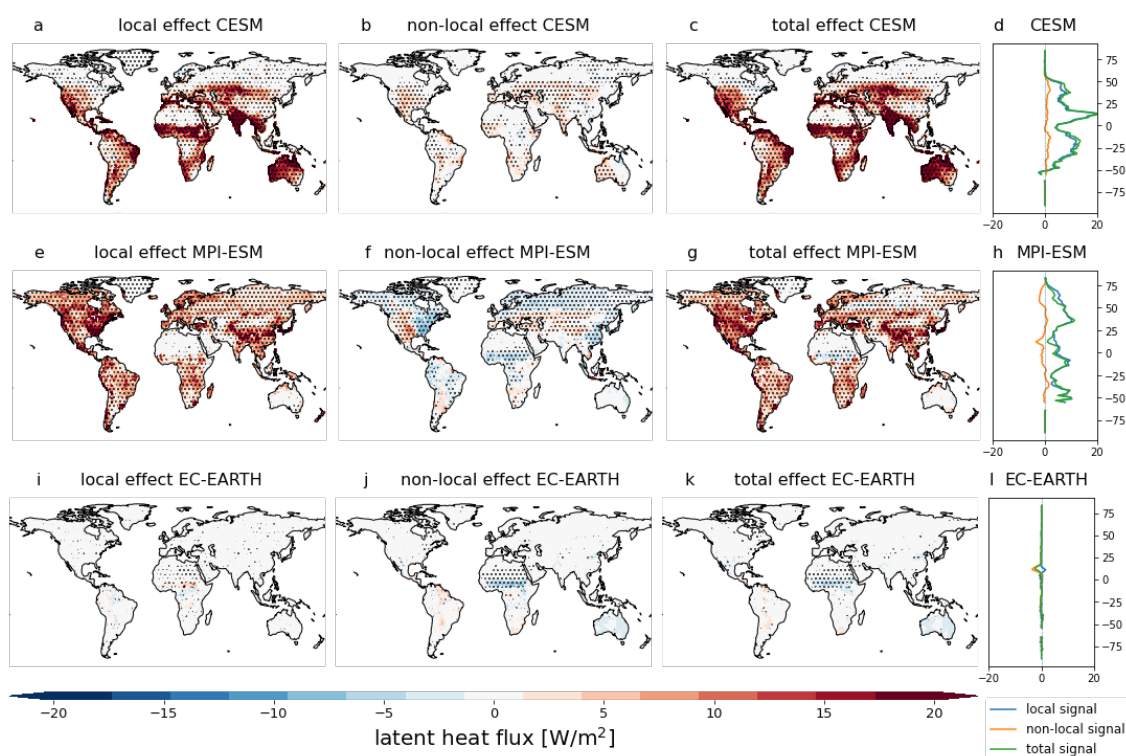 a local effect CESM b non-local effect CESM c total effect CESM d CESM
75
50
25
0
−25
−50
−75
−20 0 20
e local effect MPI-ESM f non-local effect MPI-ESM g total effect MPI-ESM h MPI-ESM
75
50
25
0
−25
−50
−75
−20 0 20
i local effect EC-EARTH j non-local effect EC-EARTH k total effect EC-EARTH l EC-EARTH
75
50
25
0
−25
−50
−75
−20 0 20
−20 −15 −10 −5 0 5 10 15 20
latent heat flux [W/m²]
local signal
non-local signal
total signal